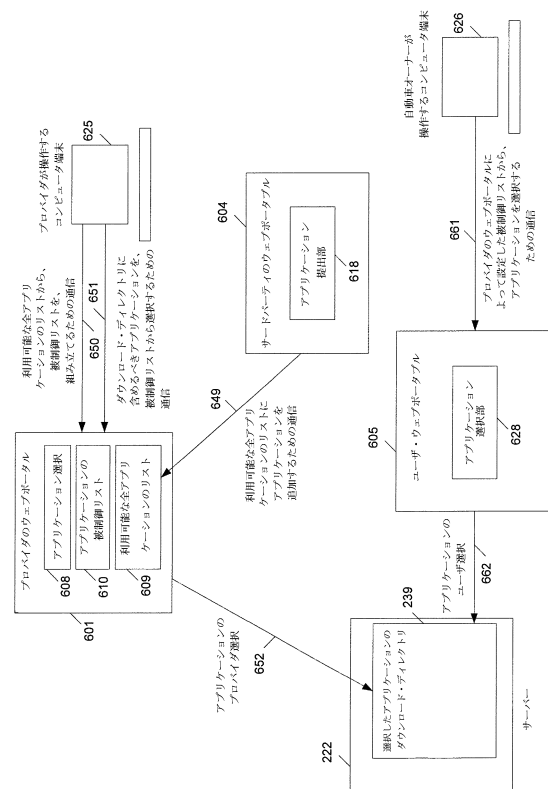 プロバイダが操作する
コンピュータ端末
625
利用可能な全アプリ
ケーションのリストから、
被制御リストを、
組み立てるための通信
650
651
ダウンロード・ディレクトリに
含めるべきアプリケーションを、
被制御リストから選択するための
通信
プロバイダのウェブポータル
アプリケーション選択
608
アプリケーションの
被制御リスト
610
利用可能な全アプリ
ケーションのリスト
609
601
604
サードパーティのウェブポータブル
アプリケーション
提出部
618
649
利用可能な全アプリ
ケーションのリストに
アプリケーションを
追加するための通信
アプリケーションの
プロバイダ選択
652
自動車オーナーが
操作するコンピュータ端末
626
661
プロバイダのウェブポータルに
よって設定した被制御リストから、
アプリケーションを選択する
ための通信
605
ユーザ・ウェブポータブル
アプリケーション
選択部
628
アプリケーションの
ユーザ選択
662
239
選択したアプリケーションの
ダウンロード・ディレクトリ
222
サーバー